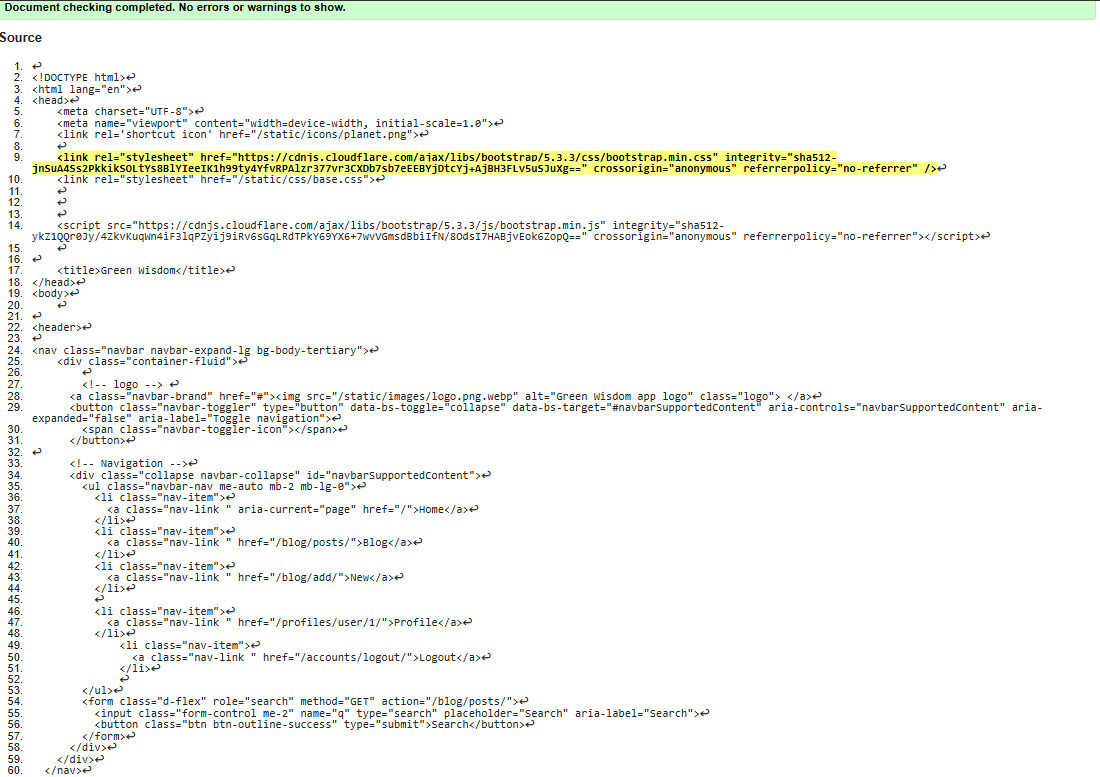 Document checking completed. No errors or warnings to show.
Source
1. ↩
2. <!DOCTYPE html>↩
3. <html lang="en">↩
4. <head>↩
5. <meta charset="UTF-8">↩
6. <meta name="viewport" content="width=device-width, initial-scale=1.0">↩
7. <link rel='shortcut icon' href="/static/icons/planet.png">↩
8. ↩
9. <link rel="stylesheet" href="https://cdnjs.cloudflare.com/ajax/libs/bootstrap/5.3.3/css/bootstrap.min.css" integrity="sha512-
jnSuA4Ss2PkkikSOLtYs8BlYIeeIK1h99ty4YfvRPAlzr377vr3CXDb7sb7eEEBYjDtCYj+AjBH3FLv5uSJuXg==" crossorigin="anonymous" referrerpolicy="no-referrer" />↩
10. <link rel="stylesheet" href="/static/css/base.css">↩
11. ↩
12. ↩
13. ↩
14. <script src="https://cdnjs.cloudflare.com/ajax/libs/bootstrap/5.3.3/js/bootstrap.min.js" integrity="sha512-
ykZ1QQr0Jy/4ZkvKuqWn4iF3lqPZyij9iRv6sGqLRdTPkY69YX6+7wvVGmsdBbiIfN/8OdsI7HABjvEok6ZopQ==" crossorigin="anonymous" referrerpolicy="no-referrer"></script>↩
15. ↩
16. ↩
17. <title>Green Wisdom</title>↩
18. </head>↩
19. <body>↩
20. ↩
21. ↩
22. <header>↩
23. ↩
24. <nav class="navbar navbar-expand-lg bg-body-tertiary">↩
25. <div class="container-fluid">↩
26. ↩
27. <!-- logo --> ↩
28. <a class="navbar-brand" href="#"><img src="/static/images/logo.png.webp" alt="Green Wisdom app logo" class="logo"> </a>↩
29. <button class="navbar-toggler" type="button" data-bs-toggle="collapse" data-bs-target="#navbarSupportedContent" aria-controls="navbarSupportedContent" aria-
expanded="false" aria-label="Toggle navigation">↩
30. <span class="navbar-toggler-icon"></span>↩
31. </button>↩
32. ↩
33. <!-- Navigation -->↩
34. <div class="collapse navbar-collapse" id="navbarSupportedContent">↩
35. <ul class="navbar-nav me-auto mb-2 mb-lg-0">↩
36. <li class="nav-item">↩
37. <a class="nav-link " aria-current="page" href="/">Home</a>↩
38. </li>↩
39. <li class="nav-item">↩
40. <a class="nav-link " href="/blog/posts/">Blog</a>↩
41. </li>↩
42. <li class="nav-item">↩
43. <a class="nav-link " href="/blog/add/">New</a>↩
44. </li>↩
45. ↩
46. <li class="nav-item">↩
47. <a class="nav-link " href="/profiles/user/1/">Profile</a>↩
48. </li>↩
49. <li class="nav-item">↩
50. <a class="nav-link " href="/accounts/logout/">Logout</a>↩
51. </li>↩
52. ↩
53. </ul>↩
54. <form class="d-flex" role="search" method="GET" action="/blog/posts/">↩
55. <input class="form-control me-2" name="q" type="search" placeholder="Search" aria-label="Search">↩
56. <button class="btn btn-outline-success" type="submit">Search</button>↩
57. </form>↩
58. </div>↩
59. </div>↩
60. </nav>↩